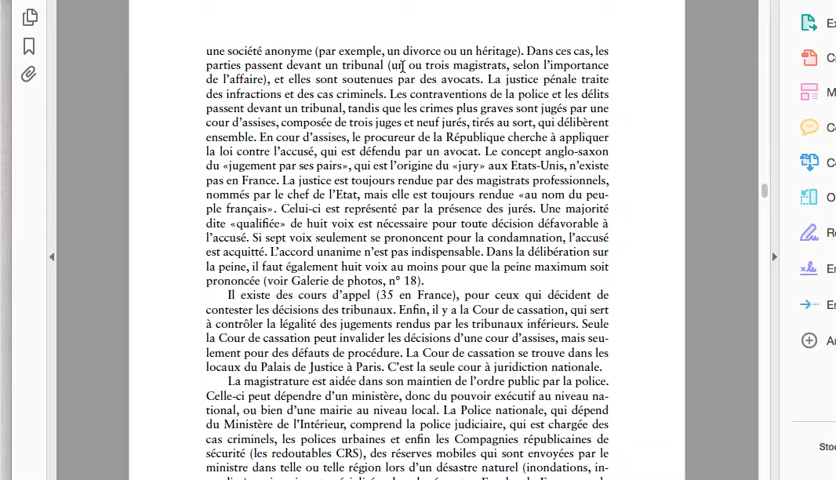 une société anonyme (par exemple, un divorce ou un héritage). Dans ces cas, les
parties passent devant un tribunal (un ou trois magistrats, selon l'importance
de l'affaire), et elles sont soutenues par des avocats. La justice pénale traite
des infractions et des cas criminels. Les contraventions de la police et les délits
passent devant un tribunal, tandis que les crimes plus graves sont jugés par une
cour d'assises, composée de trois juges et neuf jurés, tirés au sort, qui délibèrent
ensemble. En cour d'assises, le procureur de la République cherche à appliquer
la loi contre l'accusé, qui est défendu par un avocat. Le concept anglo-saxon
du «jugement par ses pairs», qui est l'origine du «jury» aux Etats-Unis, n'existe
pas en France. La justice est toujours rendue par des magistrats professionnels,
nommés par le chef de l'Etat, mais elle est toujours rendue «au nom du peu-
ple français». Celui-ci est représenté par la présence des jurés. Une majorité
dite «qualifiée» de huit voix est nécessaire pour toute décision défavorable à
l'accusé. Si sept voix seulement se prononcent pour la condamnation, l'accusé
est acquitté. L'accord unanime n'est pas indispensable. Dans la délibération sur
la peine, il faut également huit voix au moins pour que la peine maximum soit
prononcée (voir Galerie de photos, n° 18).
Il existe des cours d'appel (35 en France), pour ceux qui décident de
contester les décisions des tribunaux. Enfin, il y a la Cour de cassation, qui sert
à contrôler la légalité des jugements rendus par les tribunaux inférieurs. Seule
la Cour de cassation peut invalider les décisions d'une cour d'assises, mais seu-
lement pour des défauts de procédure. La Cour de cassation se trouve dans les
locaux du Palais de Justice à Paris. C'est la seule cour à juridiction nationale.
La magistrature est aidée dans son maintien de l'ordre public par la police.
Celle-ci peut dépendre d'un ministère, donc du pouvoir exécutif au niveau na-
tional, ou bien d'une mairie au niveau local. La Police nationale, qui dépend
du Ministère de l'Intérieur, comprend la police judiciaire, qui est chargée des
cas criminels, les polices urbaines et enfin les Compagnies républicaines de
sécurité (les redoutables CRS), des réserves mobiles qui sont envoyées par le
ministre dans telle ou telle région lors d'un désastre naturel (inondations, in-